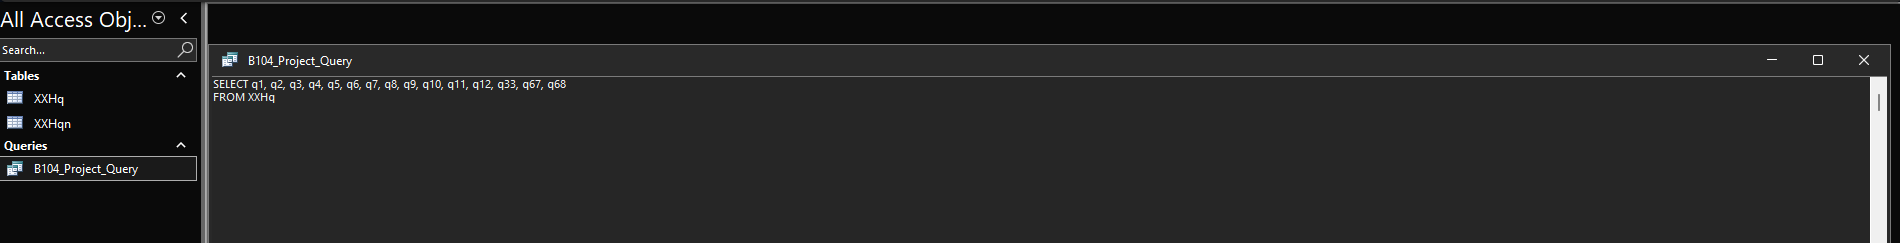 All Access Obj...
Search...
Tables
XXHq
XXHqn
Queries
B104_Project_Query
B104_Project_Query
SELECT q1, q2, q3, q4, q5, q6, q7, q8, q9, q10, q11, q12, q33, q67, q68
FROM XXHq